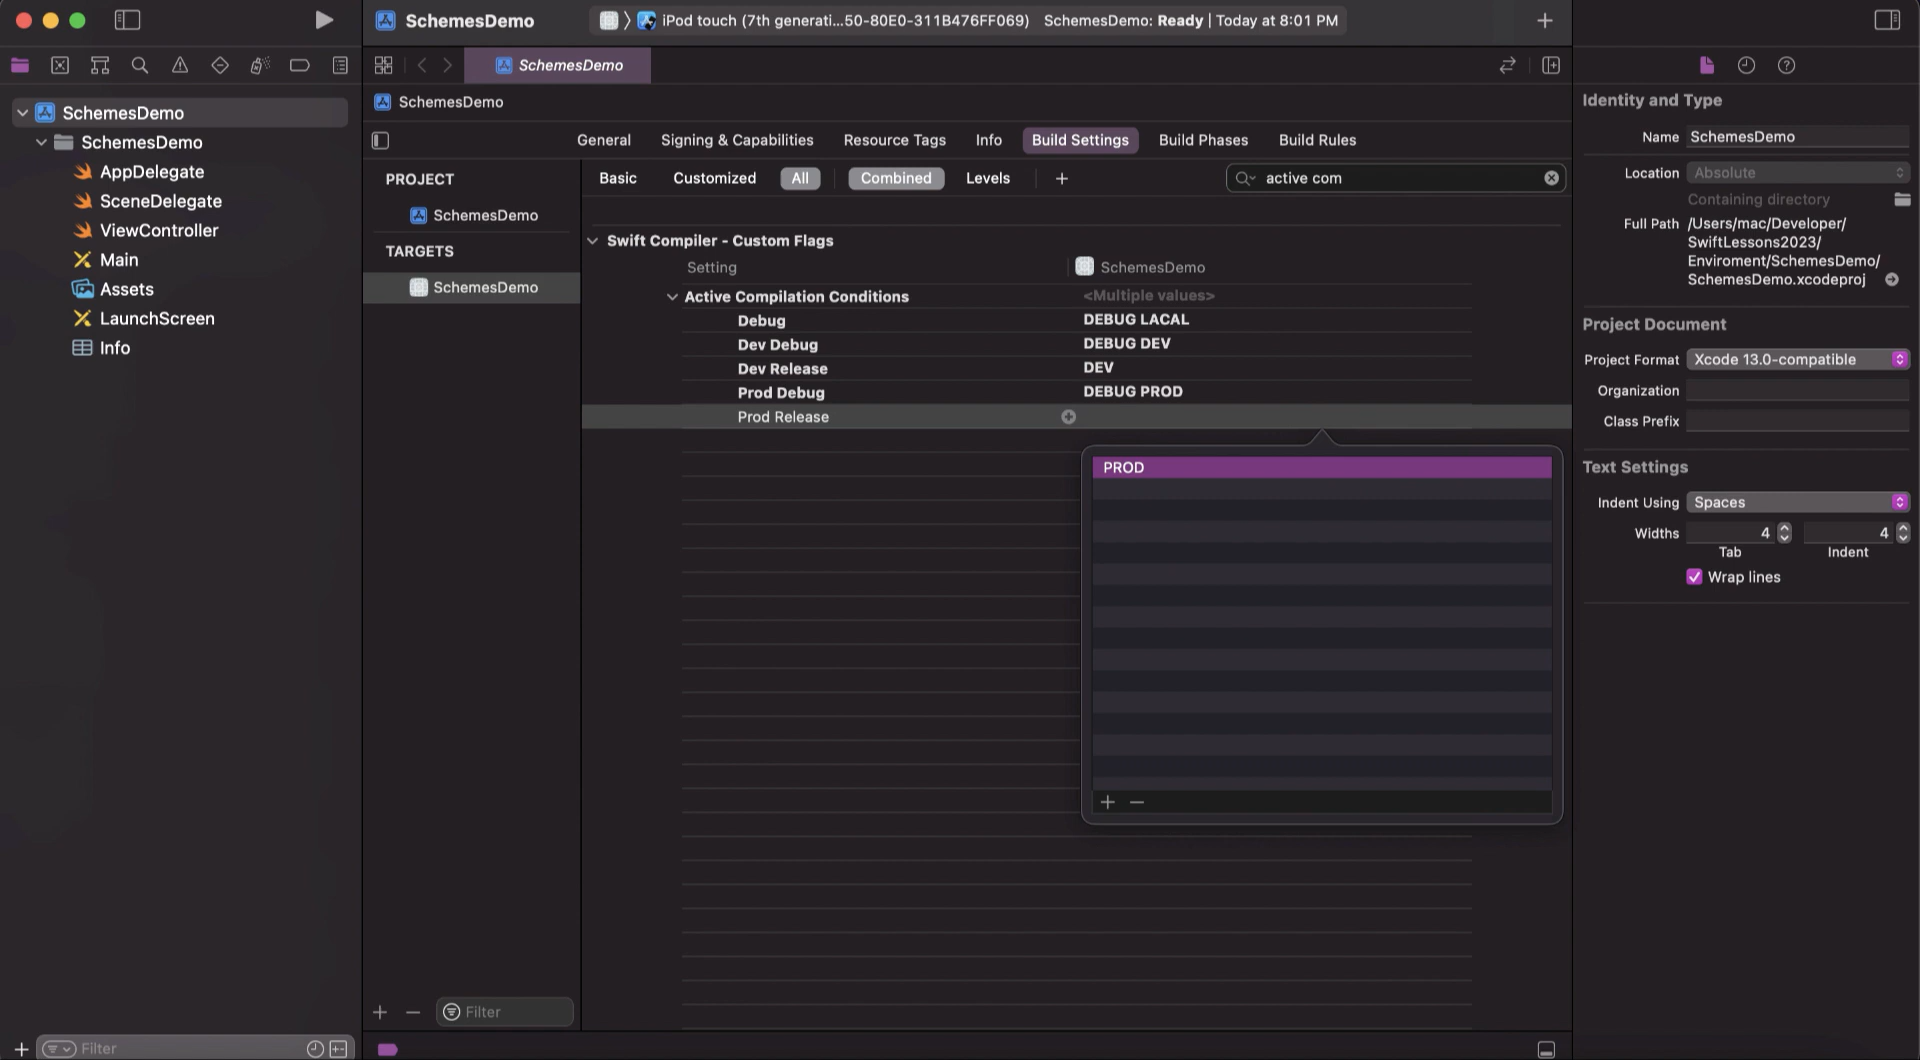 SchemesDemo
iPod touch (7th generati...50-80E0-311B476FF069)
SchemesDemo: Ready | Today at 8:01 PM
SchemesDemo
SchemesDemo
SchemesDemo
SchemesDemo
AppDelegate
SceneDelegate
ViewController
Main
Assets
LaunchScreen
Info
General
Signing & Capabilities
Resource Tags
Info
Build Settings
Build Phases
Build Rules
PROJECT
SchemesDemo
TARGETS
SchemesDemo
Basic
Customized
All
Combined
Levels
active com
Swift Compiler - Custom Flags
Setting
SchemesDemo
Active Compilation Conditions
<Multiple values>
Debug
DEBUG LACAL
Dev Debug
DEBUG DEV
Dev Release
DEV
Prod Debug
DEBUG PROD
Prod Release
PROD
Filter
Filter
Identity and Type
Name
SchemesDemo
Location
Absolute
Containing directory
Full Path
/Users/mac/Developer/
SwiftLessons2023/
Enviroment/SchemesDemo/
SchemesDemo.xcodeproj
Project Document
Project Format
Xcode 13.0-compatible
Organization
Class Prefix
Text Settings
Indent Using
Spaces
Widths
4
4
Tab
Indent
Wrap lines